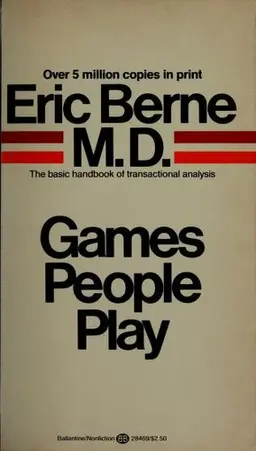 Over 5 million copies in print
Eric Berne
M.D.
The basic handbook of transactional analysis
Games
People
Play
Ballantine/Nonfiction BB 28469/$2.50